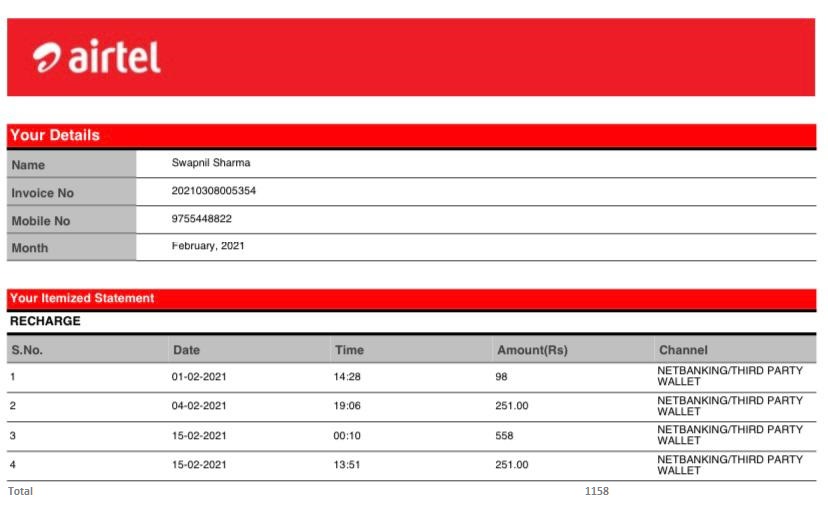 airtel
Your Details
Name Swapnil Sharma
Invoice No 20210308005354
Mobile No 9755448822
Month February, 2021
Your Itemized Statement
RECHARGE
S.No. Date Time Amount(Rs) Channel
1 01-02-2021 14:28 98 NETBANKING/THIRD PARTY
WALLET
2 04-02-2021 19:06 251.00 NETBANKING/THIRD PARTY
WALLET
3 15-02-2021 00:10 558 NETBANKING/THIRD PARTY
WALLET
4 15-02-2021 13:51 251.00 NETBANKING/THIRD PARTY
WALLET
Total 1158